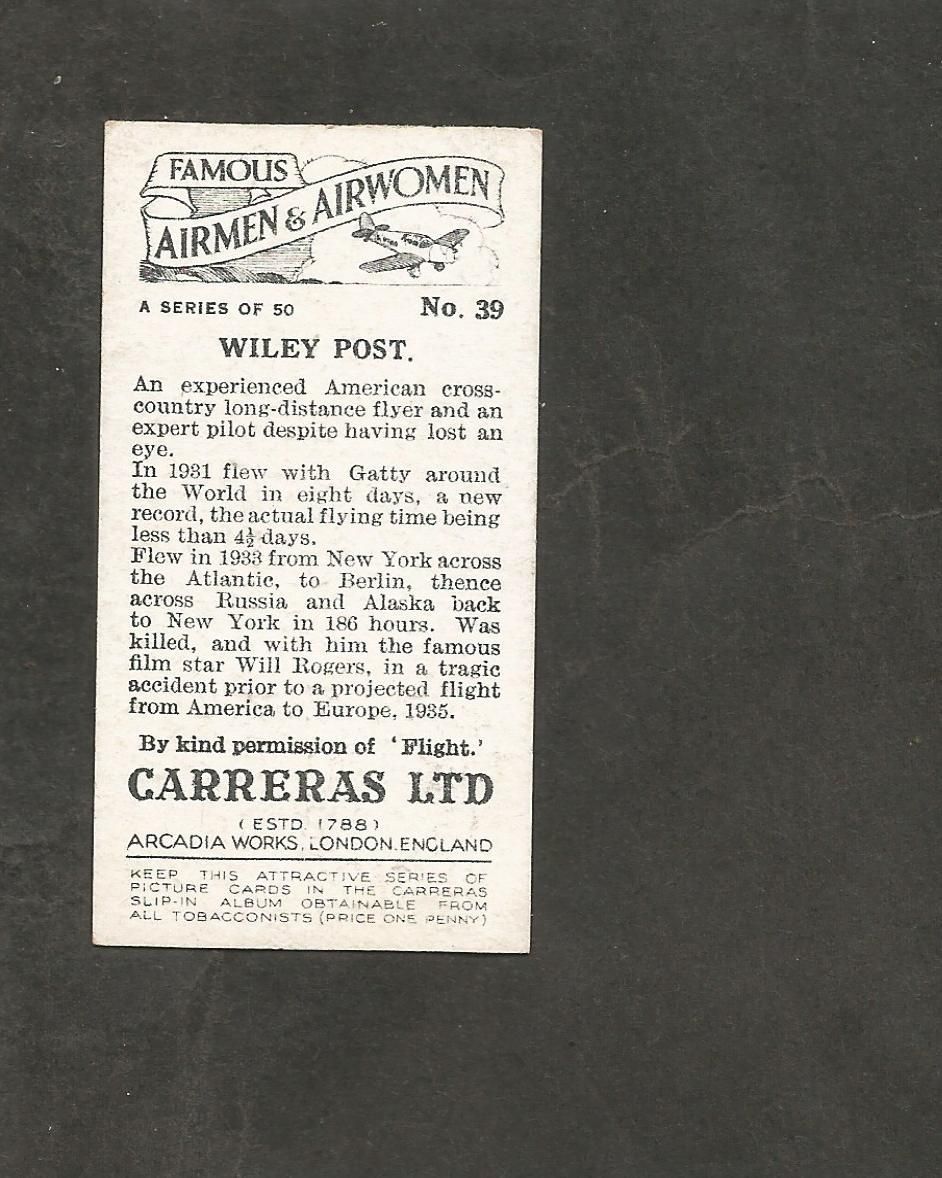 FAMOUS
AIRMEN & AIRWOMEN
A SERIES OF 50 No. 39
WILEY POST.
An experienced American cross-
country long-distance flyer and an
expert pilot despite having lost an
eye.
In 1931 flew with Gatty around
the World in eight days, a new
record, the actual flying time being
less than 4½ days.
Flew in 1933 from New York across
the Atlantic, to Berlin, thence
across Russia and Alaska back
to New York in 186 hours. Was
killed, and with him the famous
film star Will Rogers, in a tragic
accident prior to a projected flight
from America to Europe, 1935.
By kind permission of 'Flight.'
CARRERAS LTD
(ESTD. 1788)
ARCADIA WORKS, LONDON. ENGLAND
KEEP THIS ATTRACTIVE SERIES OF
PICTURE CARDS IN THE CARRERAS
SLIP-IN ALBUM OBTAINABLE FROM
ALL TOBACCONISTS (PRICE ONE PENNY)